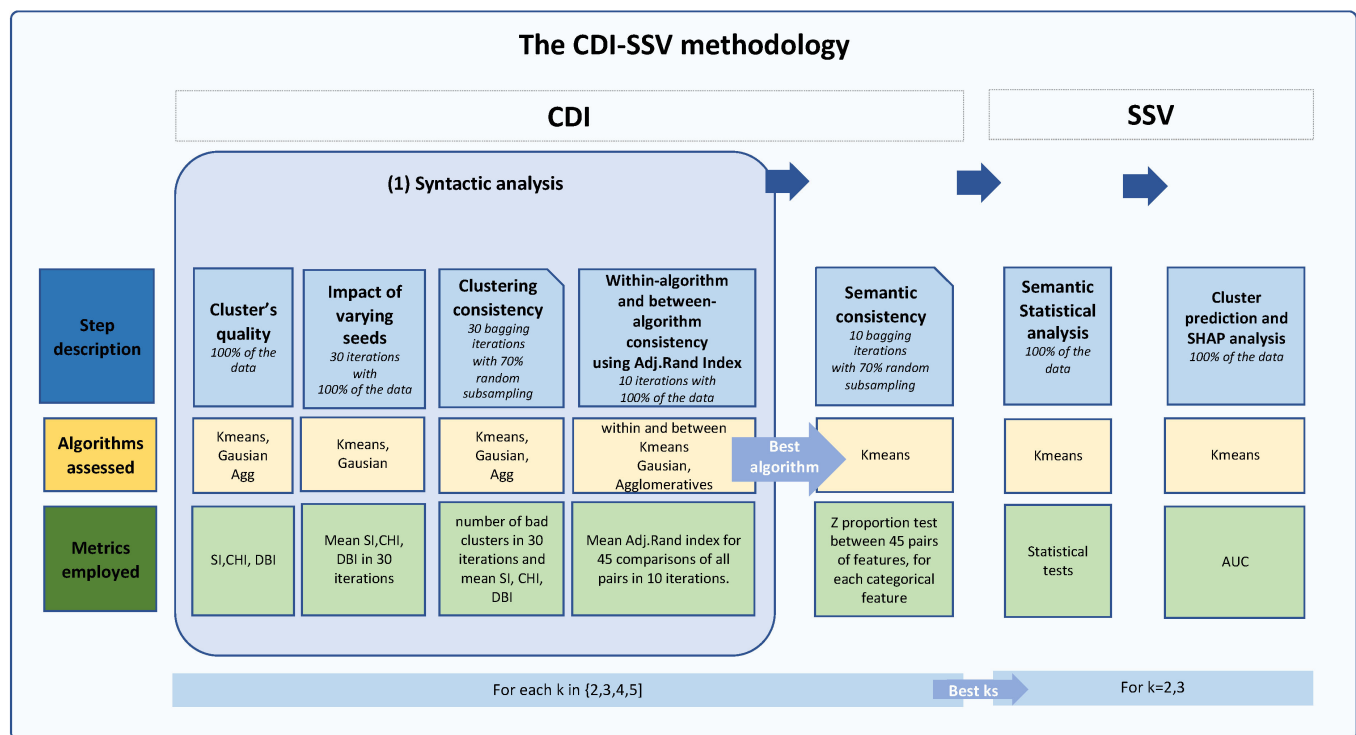 The CDI-SSV methodology
CDI
SSV
(1) Syntactic analysis
Step
description
Cluster's
quality
100% of the
data
Impact of
varying
seeds
30 iterations
with
100% of the data
Clustering
consistency
30 bagging
iterations
with 70%
random
subsampling
Within-algorithm
and between-
algorithm
consistency
using Adj.Rand Index
10 iterations with
100% of the data
Semantic
consistency
10 bagging
iterations
with 70% random
subsampling
Semantic
Statistical
analysis
100% of the
data
Cluster
prediction and
SHAP analysis
100% of the data
Algorithms
assessed
Kmeans,
Gausian
Agg
Kmeans,
Gausian
Kmeans,
Gausian,
Agg
within and between
Kmeans
Gausian,
Agglomeratives
Best
algorithm
Kmeans
Kmeans
Kmeans
Metrics
employed
SI,CHI, DBI
Mean SI,CHI,
DBI in 30
iterations
number of bad
clusters in 30
iterations and
mean SI, CHI,
DBI
Mean Adj.Rand index for
45 comparisons of all
pairs in 10 iterations.
Z proportion test
between 45 pairs
of features, for
each categorical
feature
Statistical
tests
AUC
For each k in {2,3,4,5]
Best ks
For k=2,3